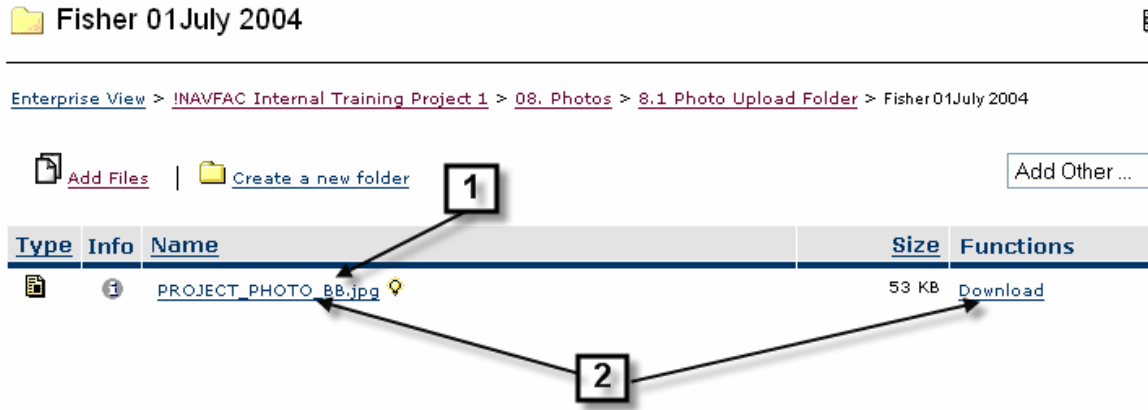 Fisher 01July 2004
Enterprise View > !NAVFAC Internal Training Project 1 > 08. Photos > 8.1 Photo Upload Folder > Fisher 01July 2004
Add Files | Create a new folder Add Other ...
1
Type Info Name Size Functions
PROJECT_PHOTO_BB.jpg 53 KB Download
2